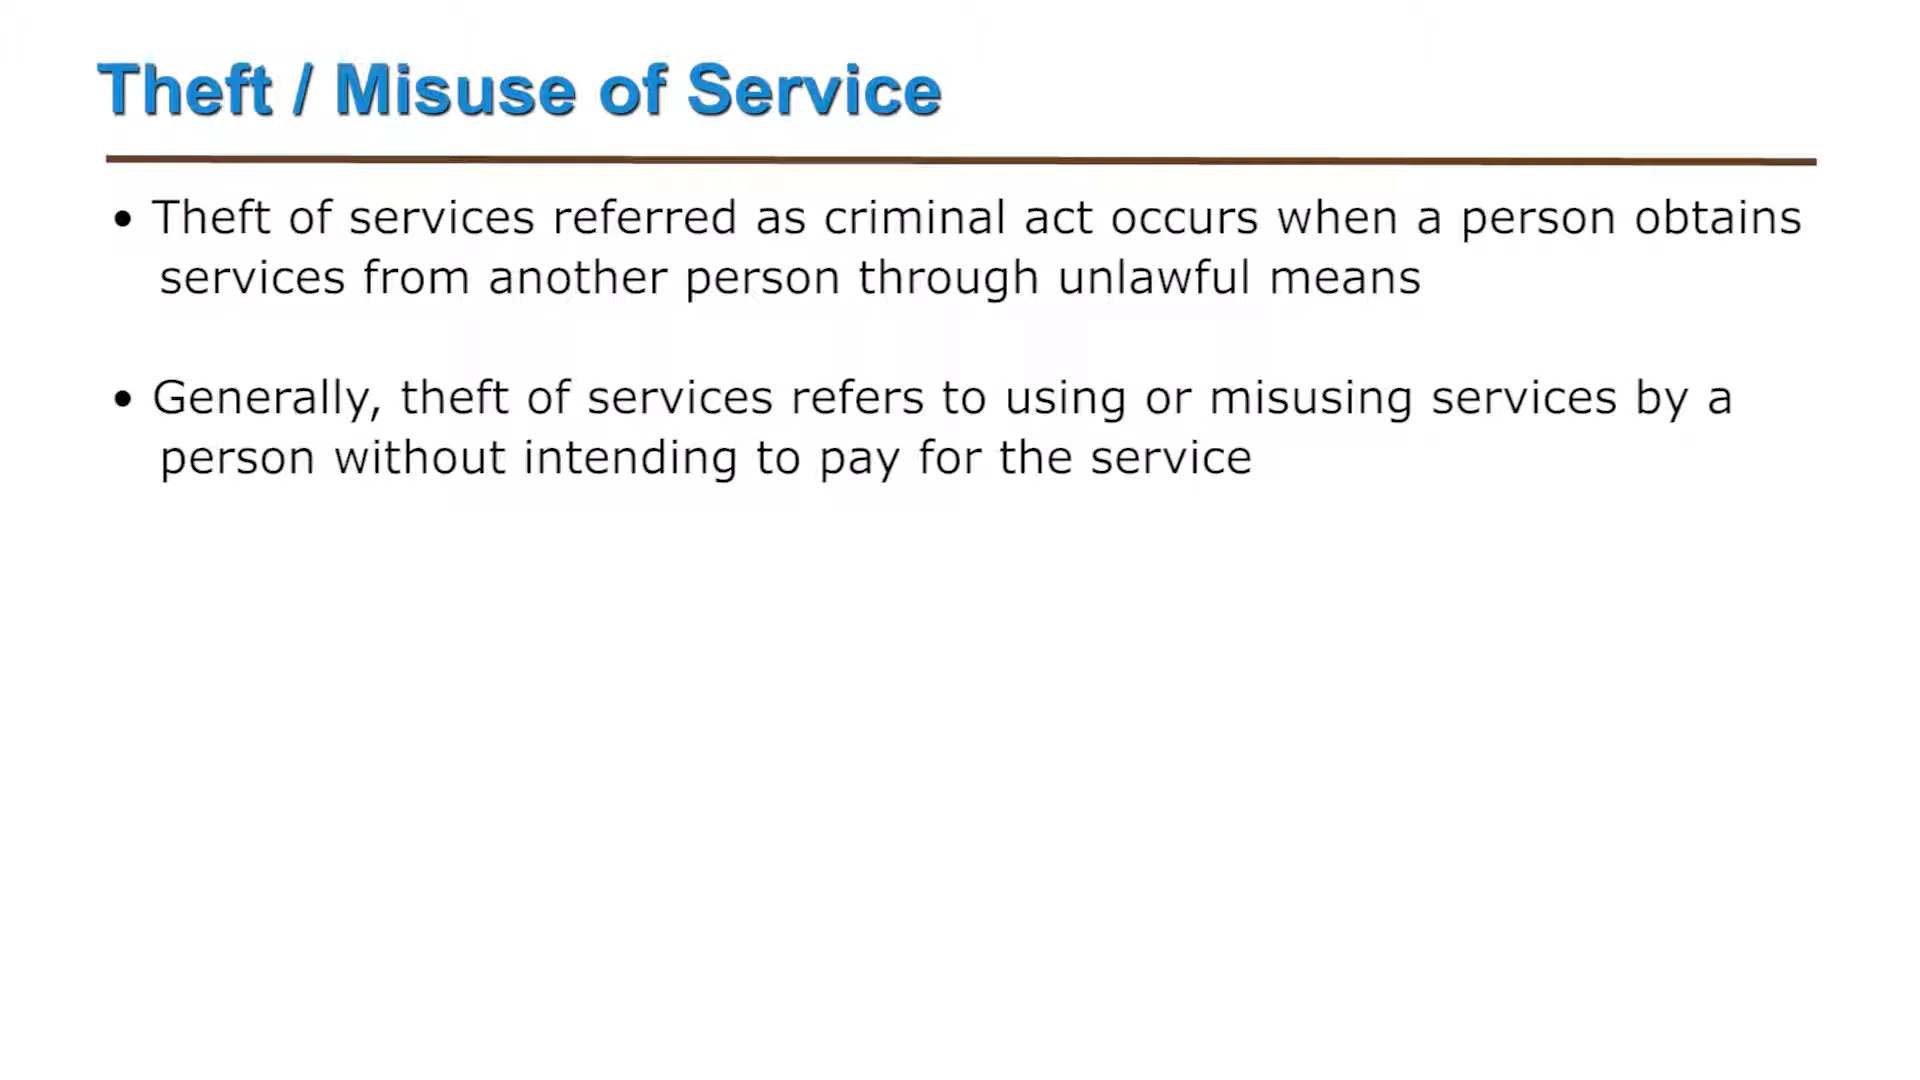 Theft / Misuse of Service
• Theft of services referred as criminal act occurs when a person obtains
services from another person through unlawful means
• Generally, theft of services refers to using or misusing services by a
person without intending to pay for the service